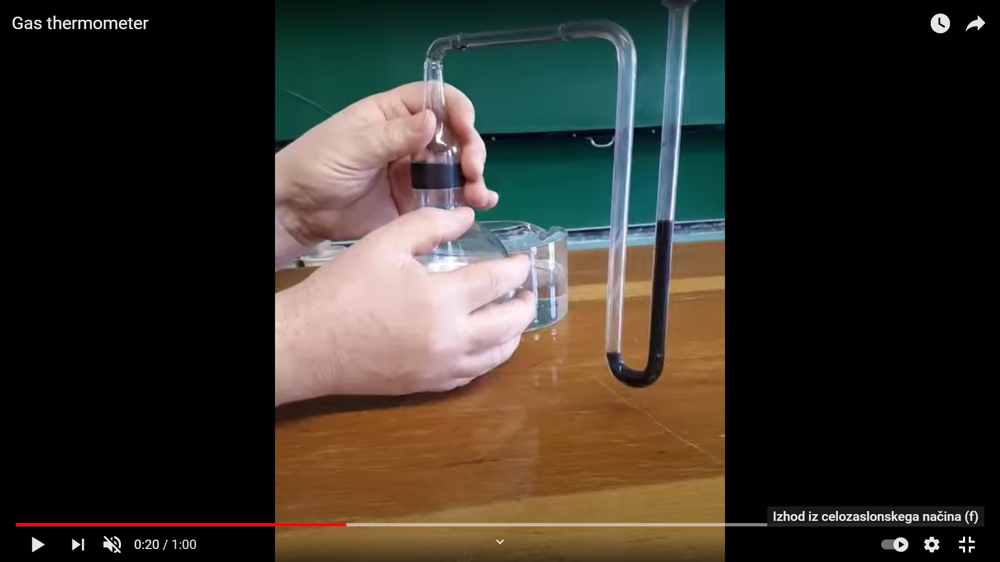 Gas thermometer
Izhod iz celozaslonskega načina (f)
0:20 / 1:00